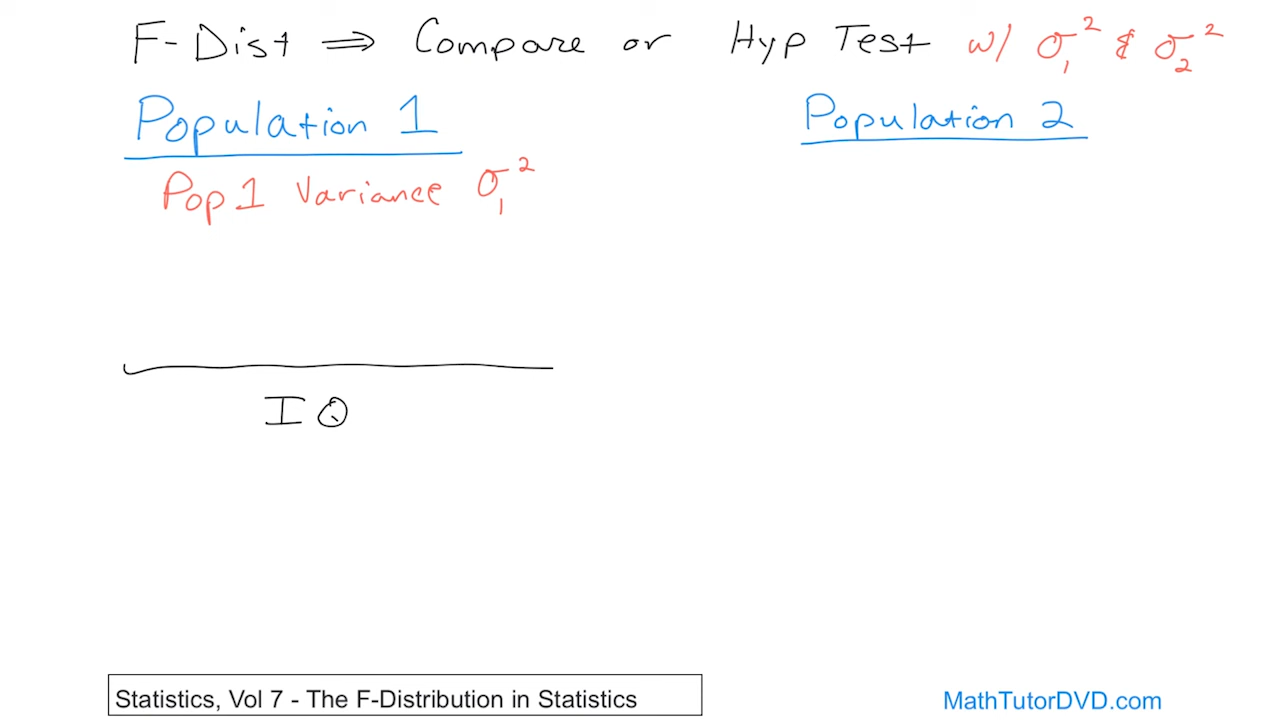 F-Dist ⇒ Compare or Hyp Test w/ σ₁² & σ₂²
Population 1
Population 2
Pop 1 Variance σ₁²
IQ
Statistics, Vol 7 - The F-Distribution in Statistics
MathTutorDVD.com